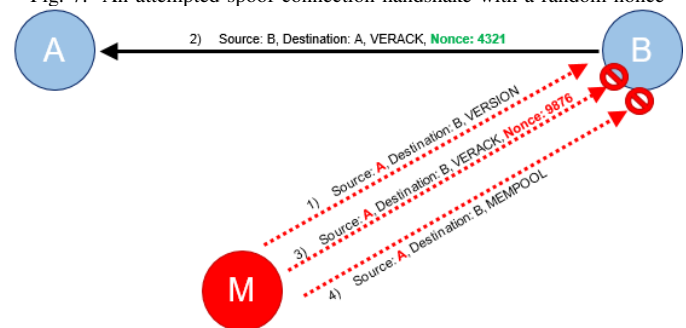 Fig. 7. An attempted spoof connection handshake with a random nonce
A
2) Source: B, Destination: A, VERACK, Nonce: 4321
B
1) Source: A, Destination: B, VERSION
3) Source: A, Destination: B, VERACK, Nonce: 9876
4) Source: A, Destination: B, MEMPOOL
M